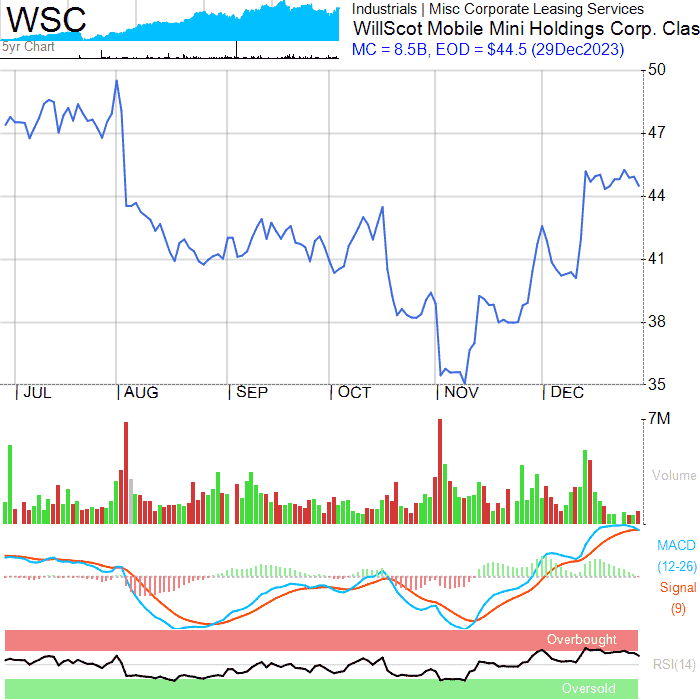 WSC
5yr Chart
Industrials | Misc Corporate Leasing Services
WillScot Mobile Mini Holdings Corp. Clas
MC = 8.5B, EOD = $44.5 (29Dec2023)
50
47
44
41
38
35
JUL AUG SEP OCT NOV DEC
7M
Volume
MACD
(12-26)
Signal
(9)
Overbought
RSI(14)
Oversold